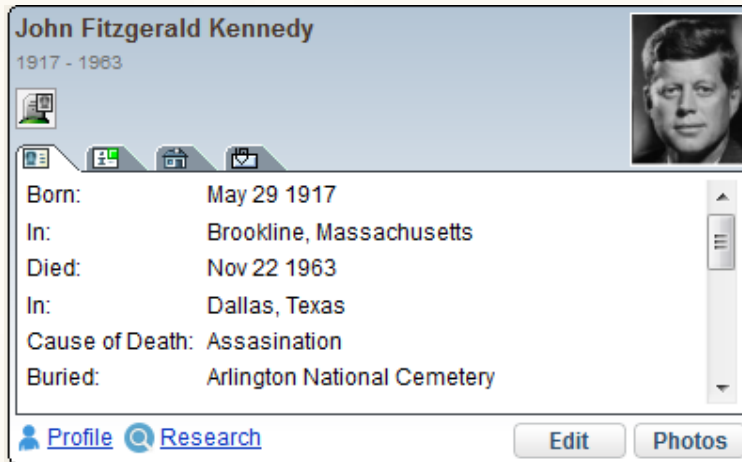 John Fitzgerald Kennedy
1917 - 1963
Born: May 29 1917
In: Brookline, Massachusetts
Died: Nov 22 1963
In: Dallas, Texas
Cause of Death: Assasination
Buried: Arlington National Cemetery
Profile Research Edit Photos